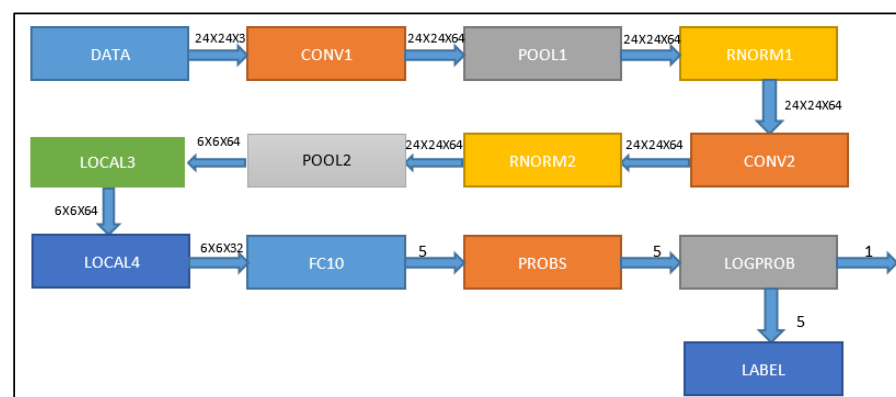 24X24X3 24X24X64 24X24X64
DATA CONV1 POOL1 RNORM1
24X24X64
6X6X64 24X24X64 24X24X64
LOCAL3 POOL2 RNORM2 CONV2
6X6X64
6X6X32 5 5 1
LOCAL4 FC10 PROBS LOGPROB
5
LABEL